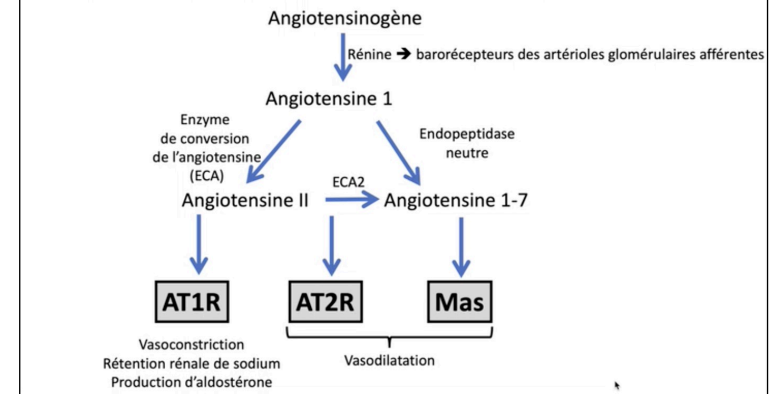 Angiotensinogène
Rénine ➔ barorécepteurs des artérioles glomérulaires afférentes
Angiotensine 1
Enzyme
de conversion
de l'angiotensine
(ECA)
Endopeptidase
neutre
Angiotensine II
ECA2
Angiotensine 1-7
AT1R
AT2R
Mas
Vasoconstriction
Rétention rénale de sodium
Production d'aldostérone
Vasodilatation